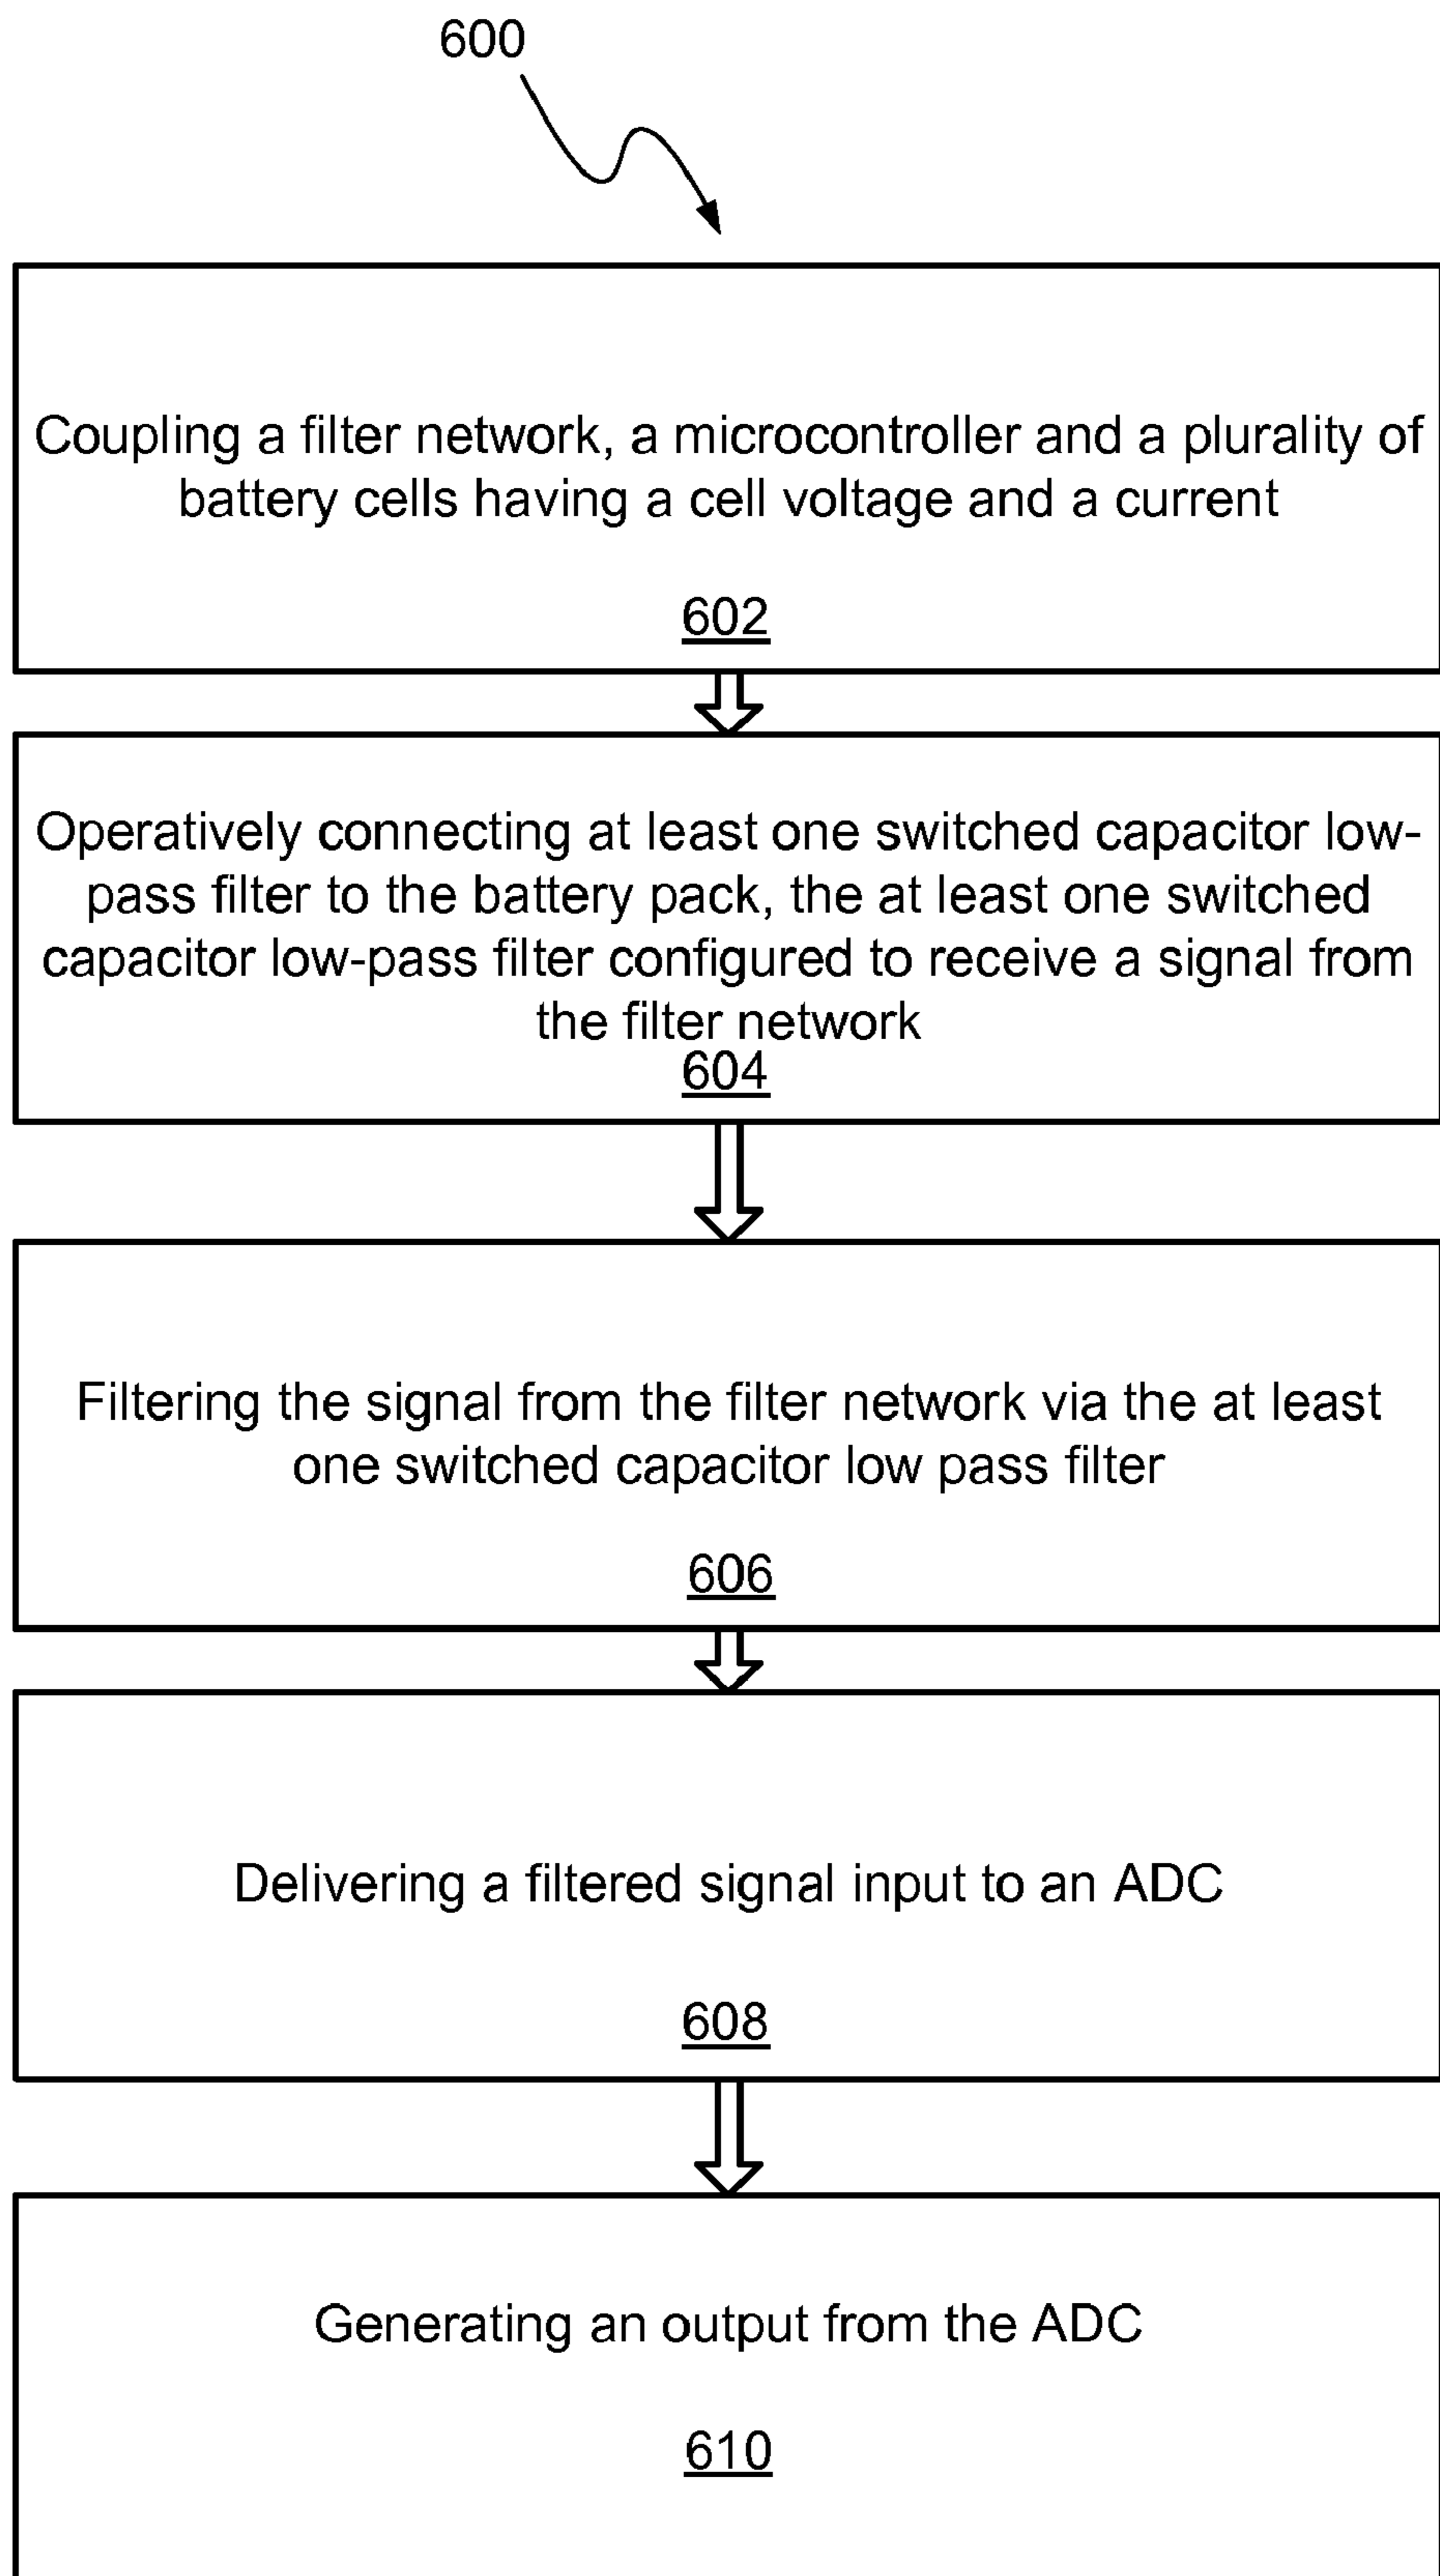 600
Coupling a filter network, a microcontroller and a plurality of
battery cells having a cell voltage and a current
602
Operatively connecting at least one switched capacitor low-
pass filter to the battery pack, the at least one switched
capacitor low-pass filter configured to receive a signal from
the filter network
604
Filtering the signal from the filter network via the at least
one switched capacitor low pass filter
606
Delivering a filtered signal input to an ADC
608
Generating an output from the ADC
610